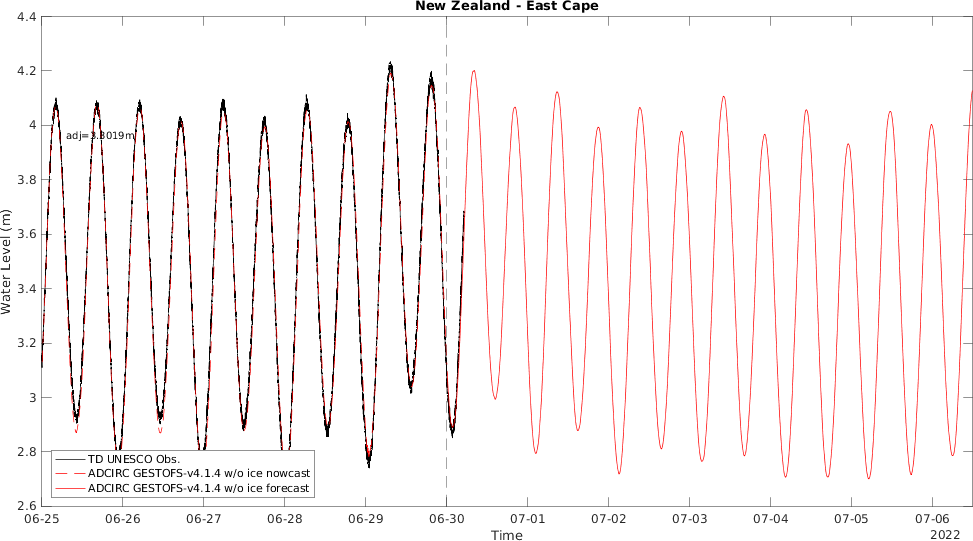 New Zealand - East Cape
4.4
4.2
4
3.8
3.6
3.4
3.2
3
2.8
2.6
Water Level (m)
adj=3.3019m
TD UNESCO Obs.
ADCIRC GESTOFS-v4.1.4 w/o ice nowcast
ADCIRC GESTOFS-v4.1.4 w/o ice forecast
06-25 06-26 06-27 06-28 06-29 06-30 07-01 07-02 07-03 07-04 07-05 07-06
2022
Time